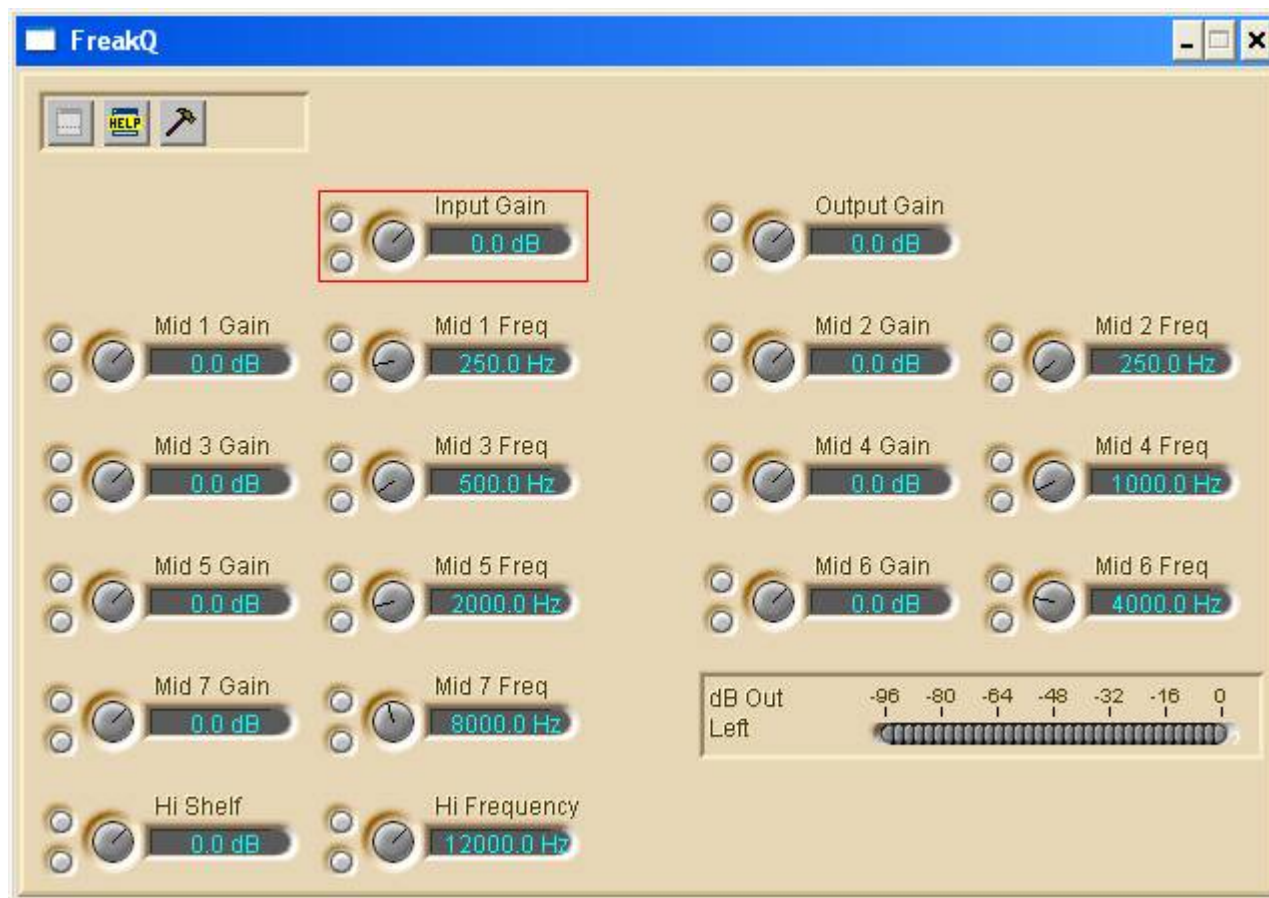 FreakQ
HELP
Input Gain
0.0 dB
Output Gain
0.0 dB
Mid 1 Gain
0.0 dB
Mid 1 Freq
250.0 Hz
Mid 2 Gain
0.0 dB
Mid 2 Freq
250.0 Hz
Mid 3 Gain
0.0 dB
Mid 3 Freq
500.0 Hz
Mid 4 Gain
0.0 dB
Mid 4 Freq
1000.0 Hz
Mid 5 Gain
0.0 dB
Mid 5 Freq
2000.0 Hz
Mid 6 Gain
0.0 dB
Mid 6 Freq
4000.0 Hz
Mid 7 Gain
0.0 dB
Mid 7 Freq
8000.0 Hz
dB Out -96 -80 -64 -48 -32 -16 0
Left
Hi Shelf
0.0 dB
Hi Frequency
12000.0 Hz